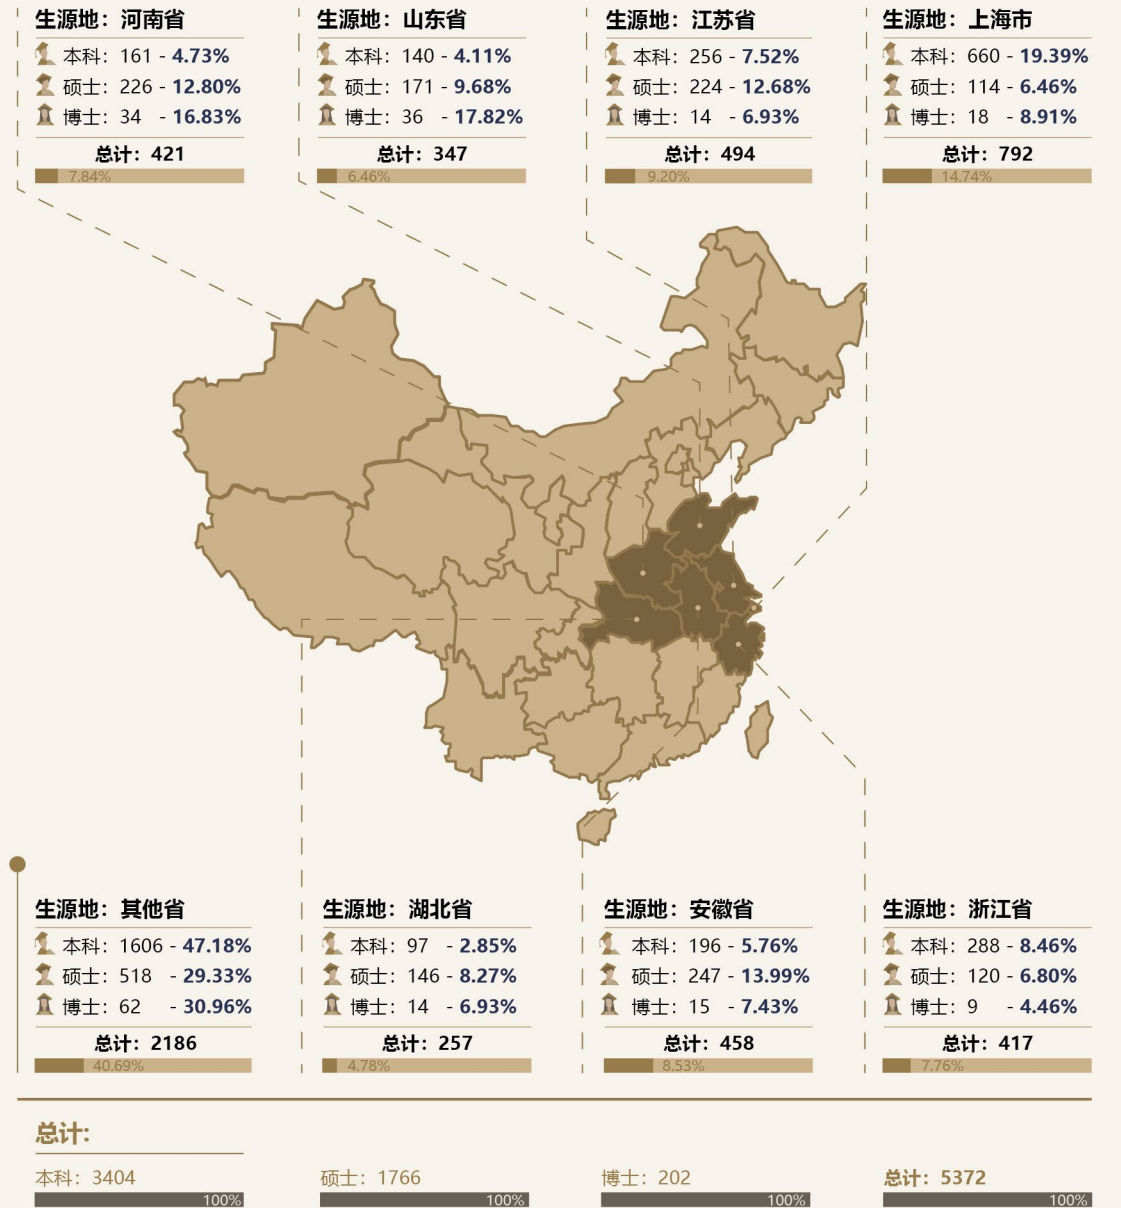 生源地：河南省
本科：161 - 4.73%
硕士：226 - 12.80%
博士：34 - 16.83%
总计：421
7.84%
生源地：山东省
本科：140 - 4.11%
硕士：171 - 9.68%
博士：36 - 17.82%
总计：347
6.46%
生源地：江苏省
本科：256 - 7.52%
硕士：224 - 12.68%
博士：14 - 6.93%
总计：494
9.20%
生源地：上海市
本科：660 - 19.39%
硕士：114 - 6.46%
博士：18 - 8.91%
总计：792
14.74%
生源地：其他省
本科：1606 - 47.18%
硕士：518 - 29.33%
博士：62 - 30.96%
总计：2186
40.69%
生源地：湖北省
本科：97 - 2.85%
硕士：146 - 8.27%
博士：14 - 6.93%
总计：257
4.78%
生源地：安徽省
本科：196 - 5.76%
硕士：247 - 13.99%
博士：15 - 7.43%
总计：458
8.53%
生源地：浙江省
本科：288 - 8.46%
硕士：120 - 6.80%
博士：9 - 4.46%
总计：417
7.76%
总计:
本科：3404
100%
硕士：1766
100%
博士：202
100%
总计：5372
100%